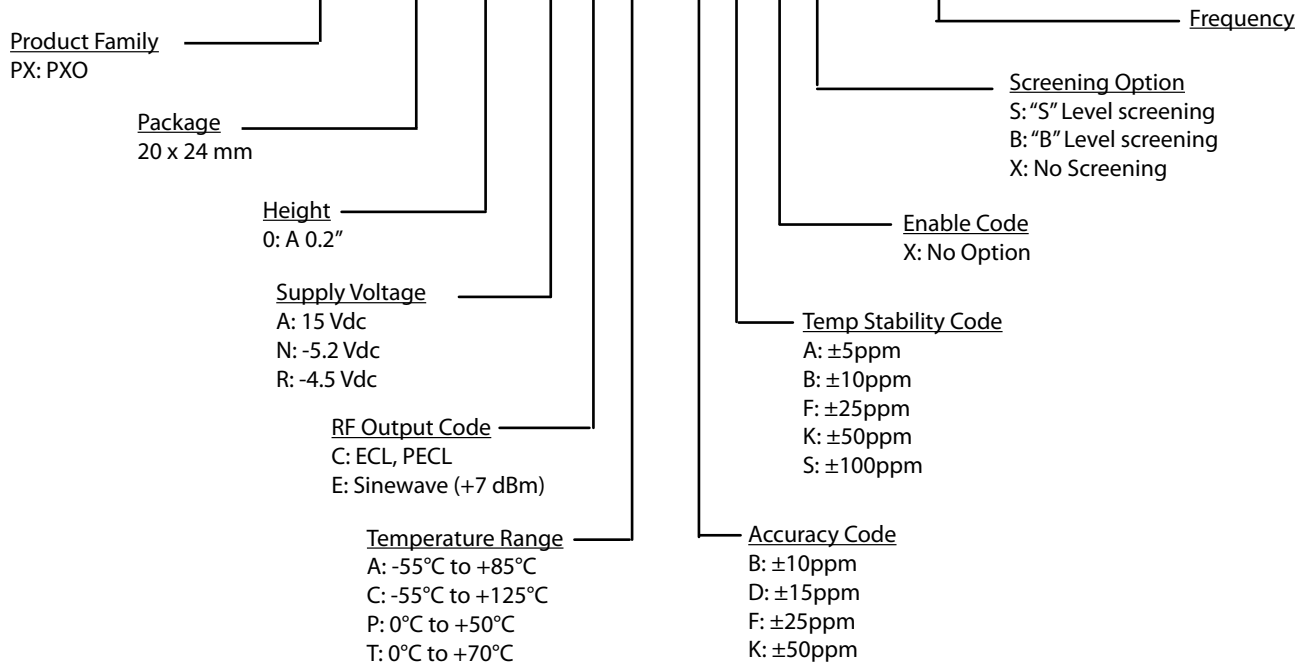 Frequency
Product Family
PX: PXO
Screening Option
S: “S” Level screening
B: “B” Level screening
X: No Screening
Package
20 x 24 mm
Height
0: A 0.2”
Enable Code
X: No Option
Supply Voltage
A: 15 Vdc
N: -5.2 Vdc
R: -4.5 Vdc
Temp Stability Code
A: ±5ppm
B: ±10ppm
F: ±25ppm
K: ±50ppm
S: ±100ppm
RF Output Code
C: ECL, PECL
E: Sinewave (+7 dBm)
Temperature Range
A: -55°C to +85°C
C: -55°C to +125°C
P: 0°C to +50°C
T: 0°C to +70°C
Accuracy Code
B: ±10ppm
D: ±15ppm
F: ±25ppm
K: ±50ppm